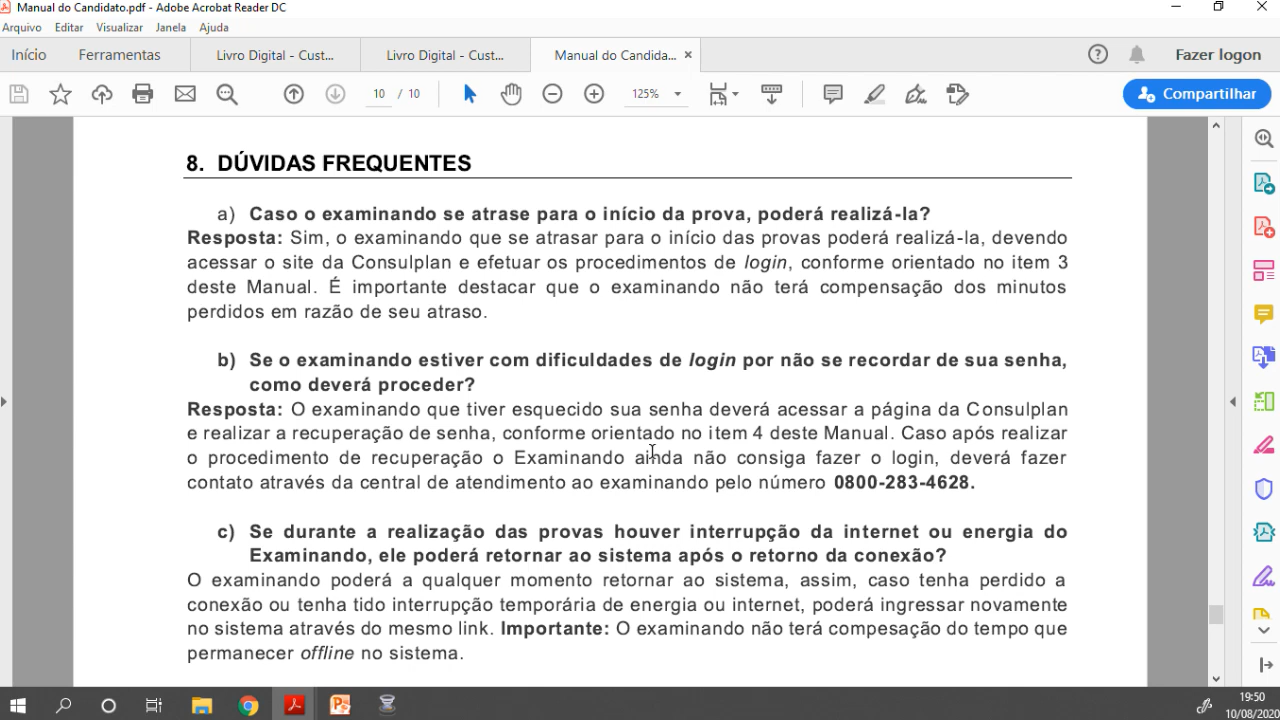 Manual do Candidato.pdf - Adobe Acrobat Reader DC
Arquivo Editar Visualizar Janela Ajuda
Início Ferramentas Livro Digital - Cust... Livro Digital - Cust... Manual do Candida... × Fazer logon
10 / 10 125% Compartilhar
8. DÚVIDAS FREQUENTES
a) Caso o examinando se atrase para o início da prova, poderá realizá-la?
Resposta: Sim, o examinando que se atrasar para o início das provas poderá realizá-la, devendo
acessar o site da Consulplan e efetuar os procedimentos de login, conforme orientado no item 3
deste Manual. É importante destacar que o examinando não terá compensação dos minutos
perdidos em razão de seu atraso.
b) Se o examinando estiver com dificuldades de login por não se recordar de sua senha,
como deverá proceder?
Resposta: O examinando que tiver esquecido sua senha deverá acessar a página da Consulplan
e realizar a recuperação de senha, conforme orientado no item 4 deste Manual. Caso após realizar
o procedimento de recuperação o Examinando ainda não consiga fazer o login, deverá fazer
contato através da central de atendimento ao examinando pelo número 0800-283-4628.
c) Se durante a realização das provas houver interrupção da internet ou energia do
Examinando, ele poderá retornar ao sistema após o retorno da conexão?
O examinando poderá a qualquer momento retornar ao sistema, assim, caso tenha perdido a
conexão ou tenha tido interrupção temporária de energia ou internet, poderá ingressar novamente
no sistema através do mesmo link. Importante: O examinando não terá compesação do tempo que
permanecer offline no sistema.
19:50
10/08/2020